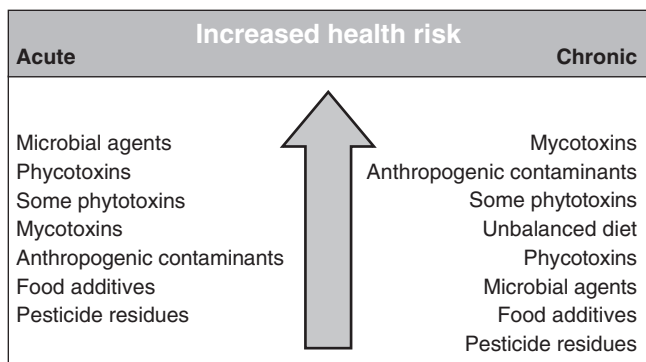 Increased health risk
Acute
Chronic
Microbial agents
Phycotoxins
Some phytotoxins
Mycotoxins
Anthropogenic contaminants
Food additives
Pesticide residues
Mycotoxins
Anthropogenic contaminants
Some phytotoxins
Unbalanced diet
Phycotoxins
Microbial agents
Food additives
Pesticide residues